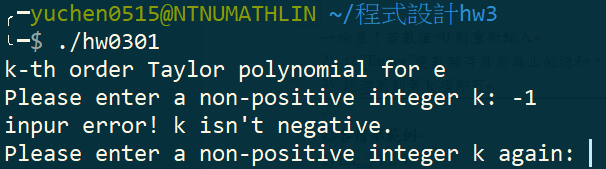 ╭─yuchen0515@NTNUMATHLIN ~/程式設計hw3
╰─$ ./hw0301
k-th order Taylor polynomial for e
Please enter a non-positive integer k: -1
inpur error! k isn't negative.
Please enter a non-positive integer k again: